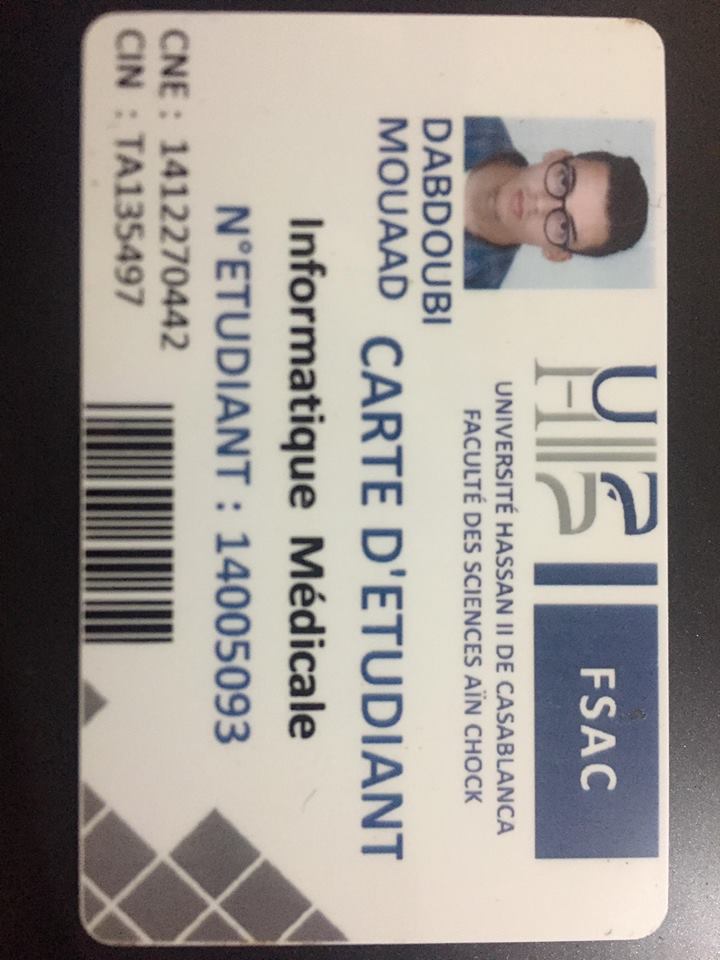 UH2C
FSAC
UNIVERSITÉ HASSAN II DE CASABLANCA
FACULTÉ DES SCIENCES AÏN CHOCK
DABDOUBI
MOUAAD
CARTE D'ETUDIANT
Informatique Médicale
N°ETUDIANT : 14005093
CNE : 1412270442
CIN : TA135497